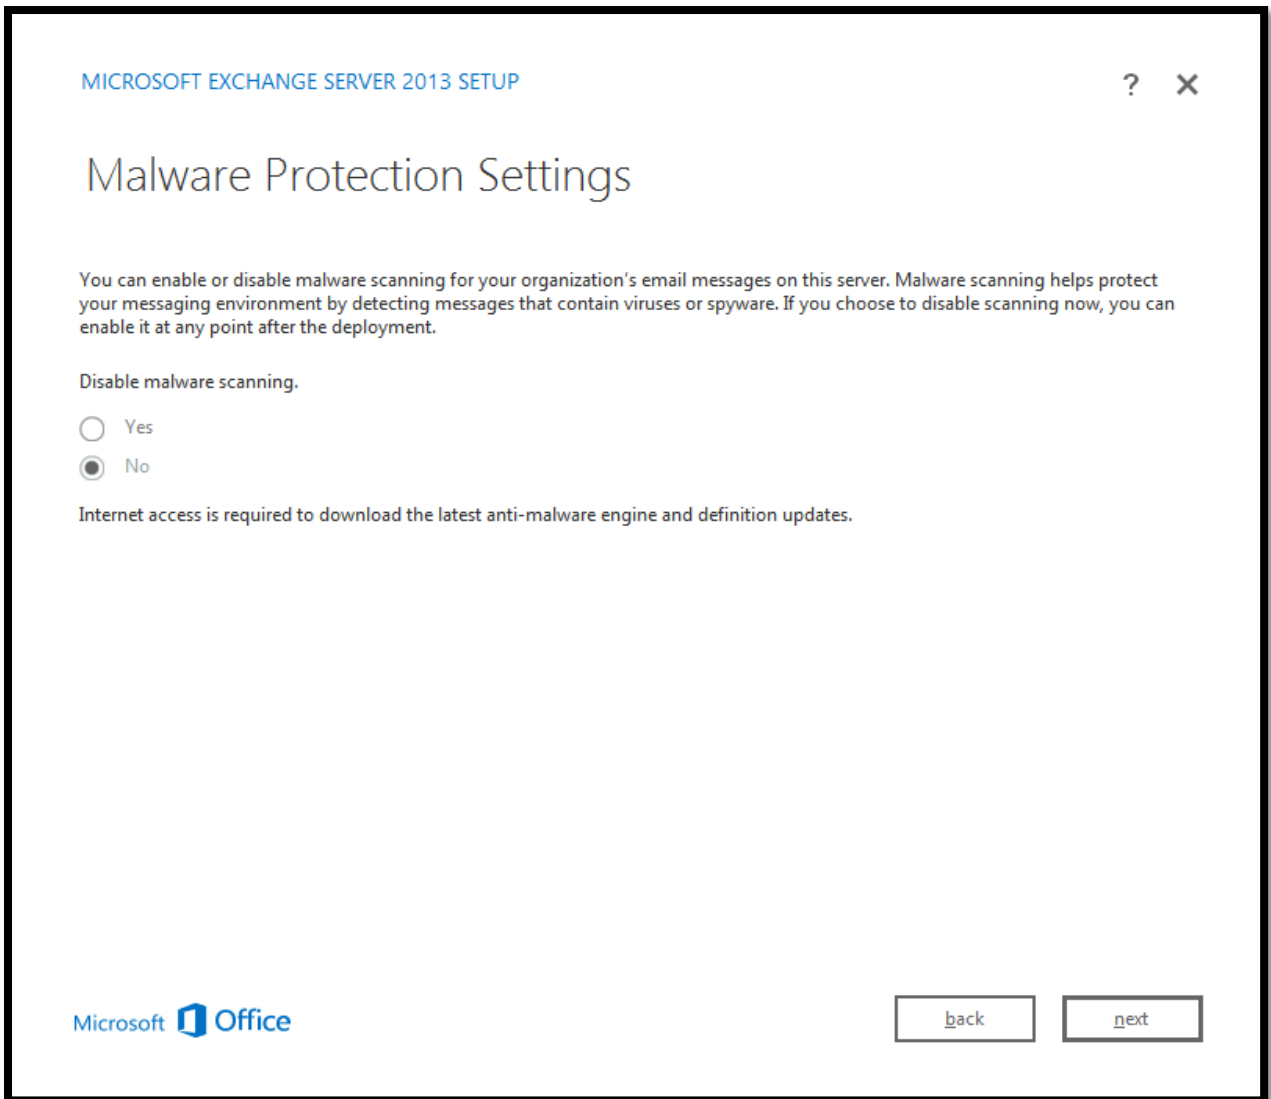 MICROSOFT EXCHANGE SERVER 2013 SETUP
?
Malware Protection Settings
You can enable or disable malware scanning for your organization's email messages on this server. Malware scanning helps protect
your messaging environment by detecting messages that contain viruses or spyware. If you choose to disable scanning now, you can
enable it at any point after the deployment.
Disable malware scanning.
Yes
No
Internet access is required to download the latest anti-malware engine and definition updates.
Microsoft Office
back
next